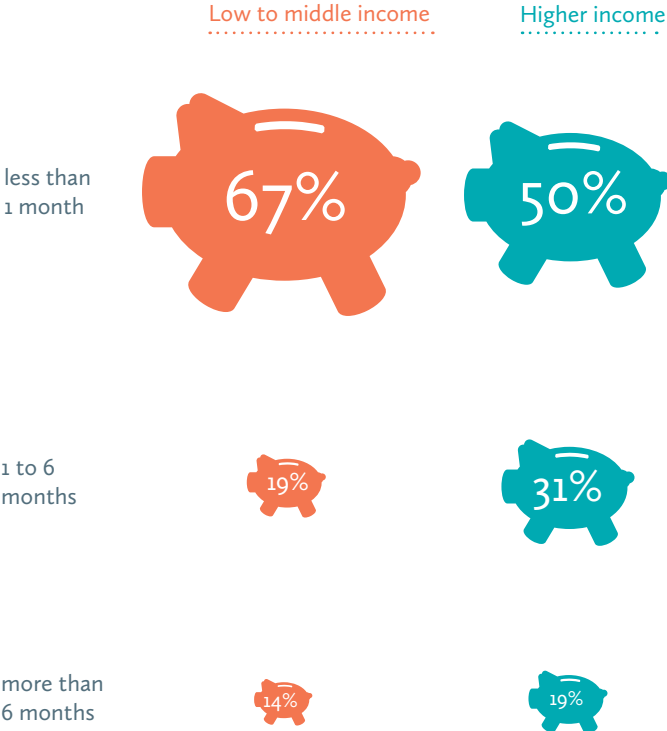 Low to middle income
Higher income
less than
1 month
67%
50%
1 to 6
months
19%
31%
more than
6 months
14%
19%